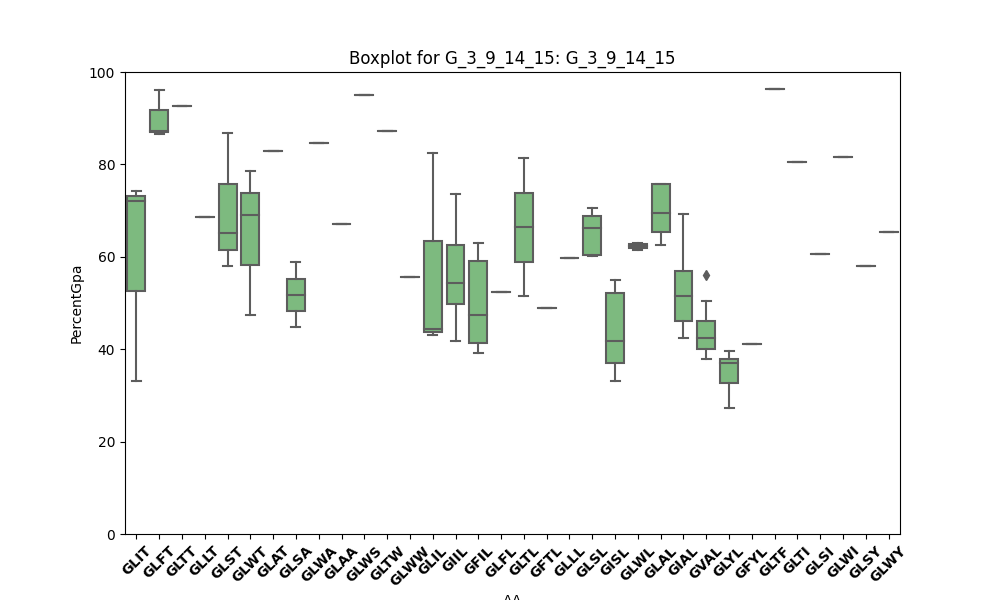 Boxplot for G_3_9_14_15: G_3_9_14_15
100
80
60
40
20
0
PercentGpa
GLIT GLFT GLTT GLLT GLST GLWT GLAT GLSA GLWA GLAA GLWS GLTW GLWW GLIL GIIL GFIL GLFL GLTL GFTL GLLL GLSL GISL GLWL GLAL GIAL GVAL GLYL GFYL GLTF GLTI GLSI GLWI GLSY GLWY
AA